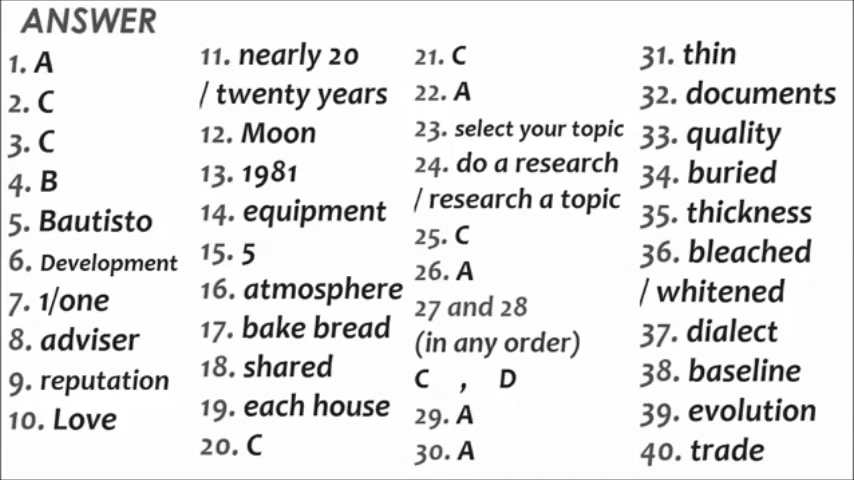 ANSWER
1. A
2. C
3. C
4. B
5. Bautisto
6. Development
7. 1/one
8. adviser
9. reputation
10. Love
11. nearly 20
/ twenty years
12. Moon
13. 1981
14. equipment
15. 5
16. atmosphere
17. bake bread
18. shared
19. each house
20. C
21. C
22. A
23. select your topic
24. do a research
/ research a topic
25. C
26. A
27 and 28
(in any order)
C , D
29. A
30. A
31. thin
32. documents
33. quality
34. buried
35. thickness
36. bleached
/ whitened
37. dialect
38. baseline
39. evolution
40. trade